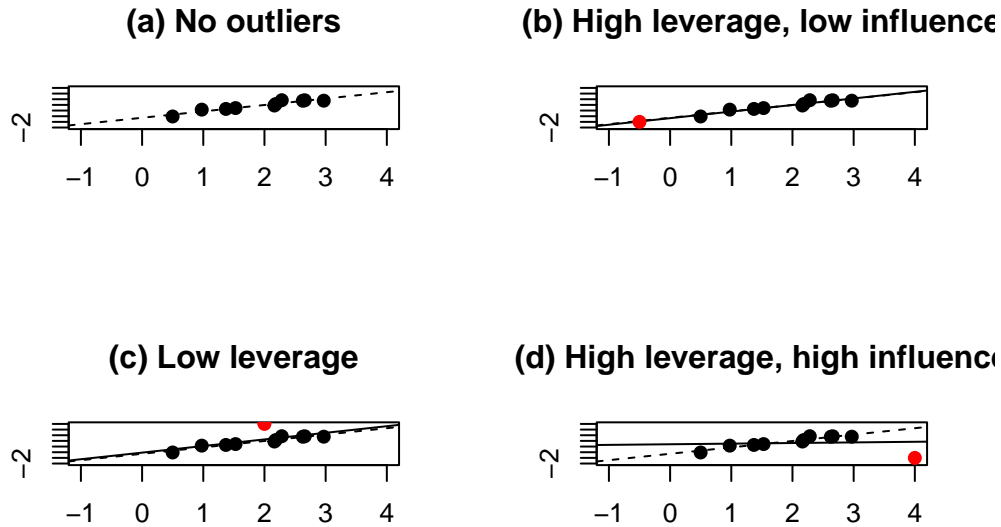 (a) No outliers
−2
−1 0 1 2 3 4
(b) High leverage, low influence
−2
−1 0 1 2 3 4
(c) Low leverage
−2
−1 0 1 2 3 4
(d) High leverage, high influence
−2
−1 0 1 2 3 4